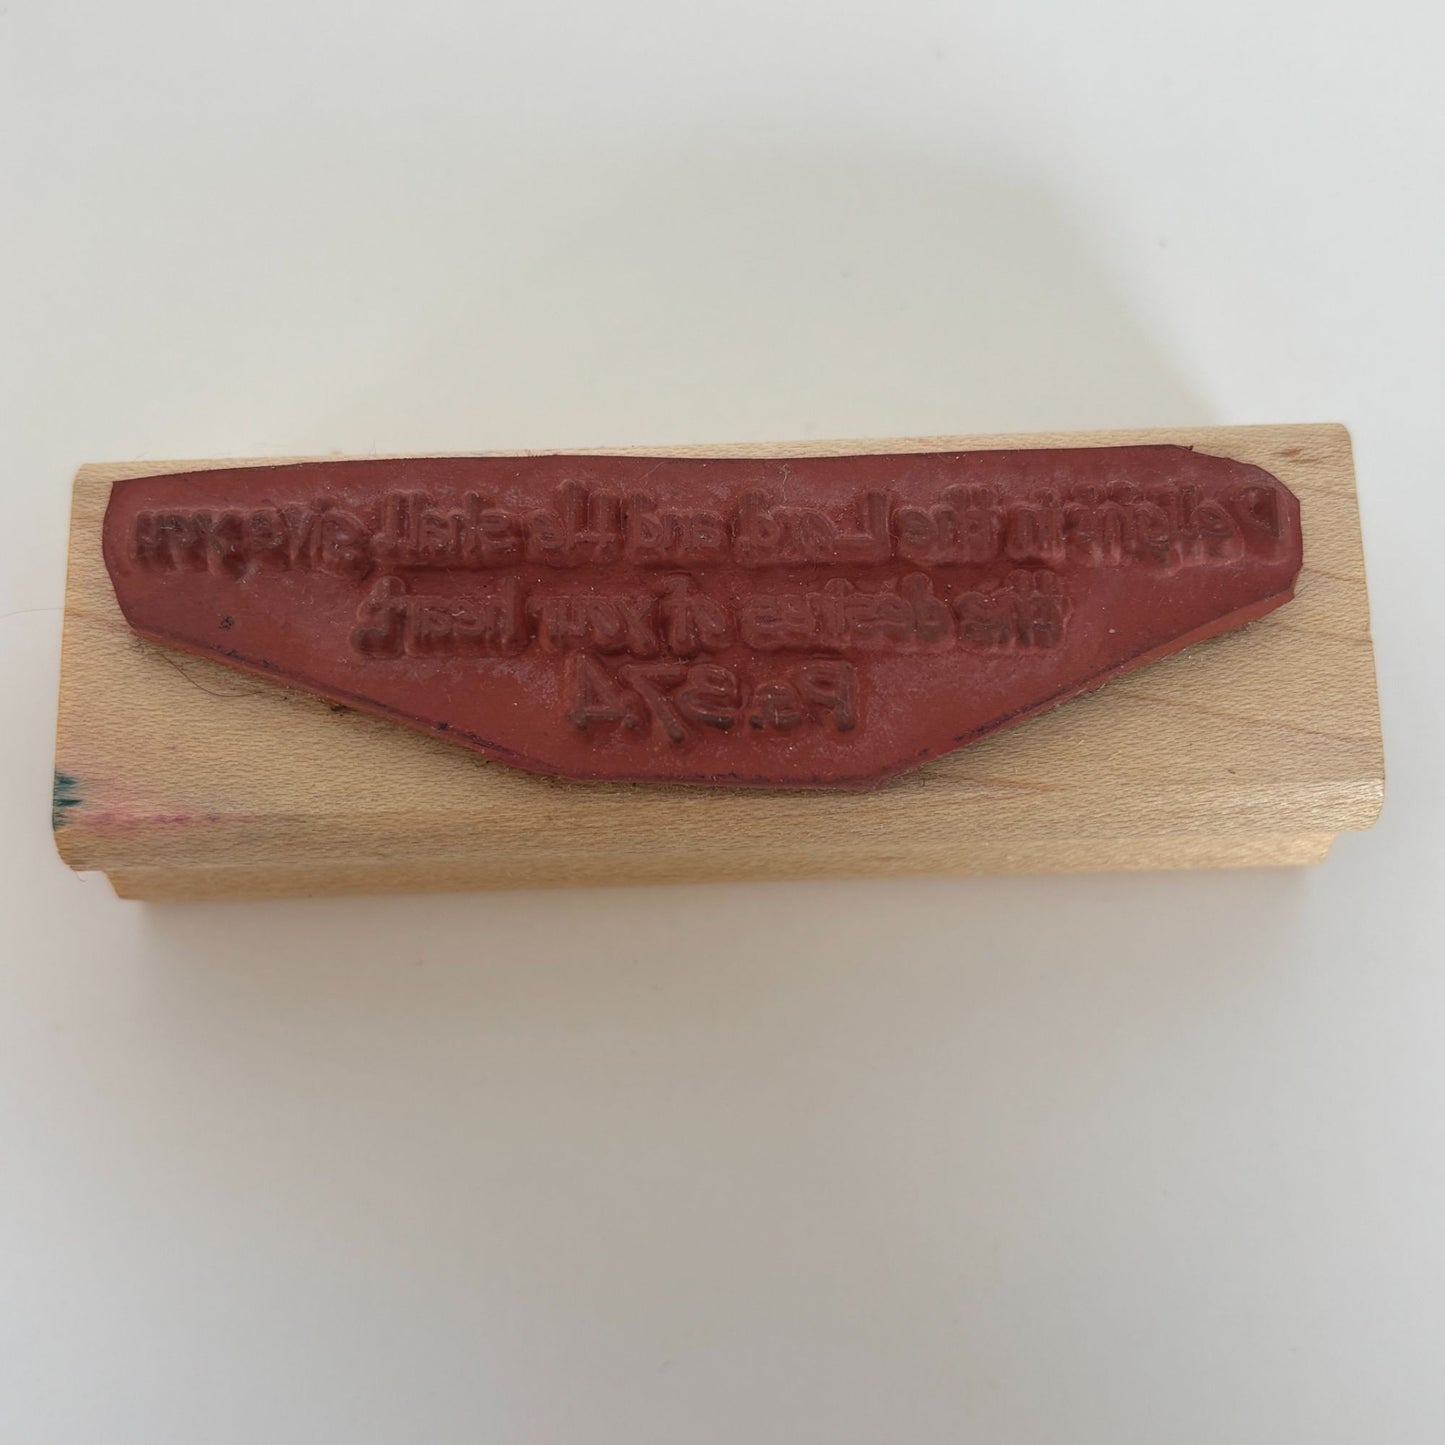 Delight in the Lord and He shall give you
the desires of your heart.
Ps. 37:4